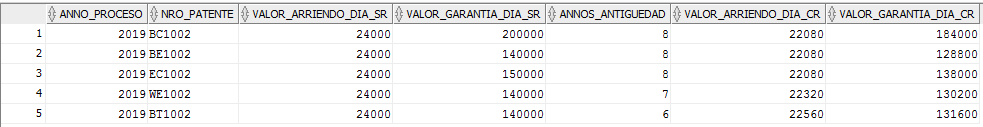 ANNO_PROCESO NRO_PATENTE VALOR_ARRIENDO_DIA_SR VALOR_GARANTIA_DIA_SR ANNOS_ANTIGUEDAD VALOR_ARRIENDO_DIA_CR VALOR_GARANTIA_DIA_CR
1 2019 BC1002 24000 200000 8 22080 184000
2 2019 BE1002 24000 140000 8 22080 128800
3 2019 EC1002 24000 150000 8 22080 138000
4 2019 WE1002 24000 140000 7 22320 130200
5 2019 BT1002 24000 140000 6 22560 131600